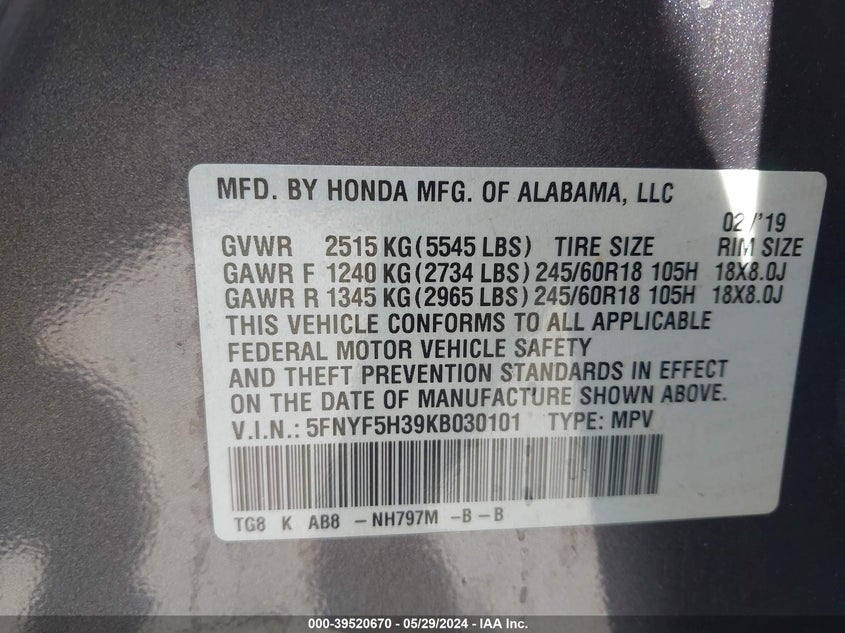 MFD. BY HONDA MFG. OF ALABAMA, LLC
02/'19
GVWR 2515 KG (5545 LBS) TIRE SIZE RIM SIZE
GAWR F 1240 KG (2734 LBS) 245/60R18 105H 18X8.0J
GAWR R 1345 KG (2965 LBS) 245/60R18 105H 18X8.0J
THIS VEHICLE CONFORMS TO ALL APPLICABLE
FEDERAL MOTOR VEHICLE SAFETY
AND THEFT PREVENTION STANDARDS IN EFFECT
ON THE DATE OF MANUFACTURE SHOWN ABOVE.
V.I.N.: 5FNYF5H39KB030101 TYPE: MPV
TG8 K AB8 - NH797M - B - B
000-39520670 - 05/29/2024 - IAA Inc.